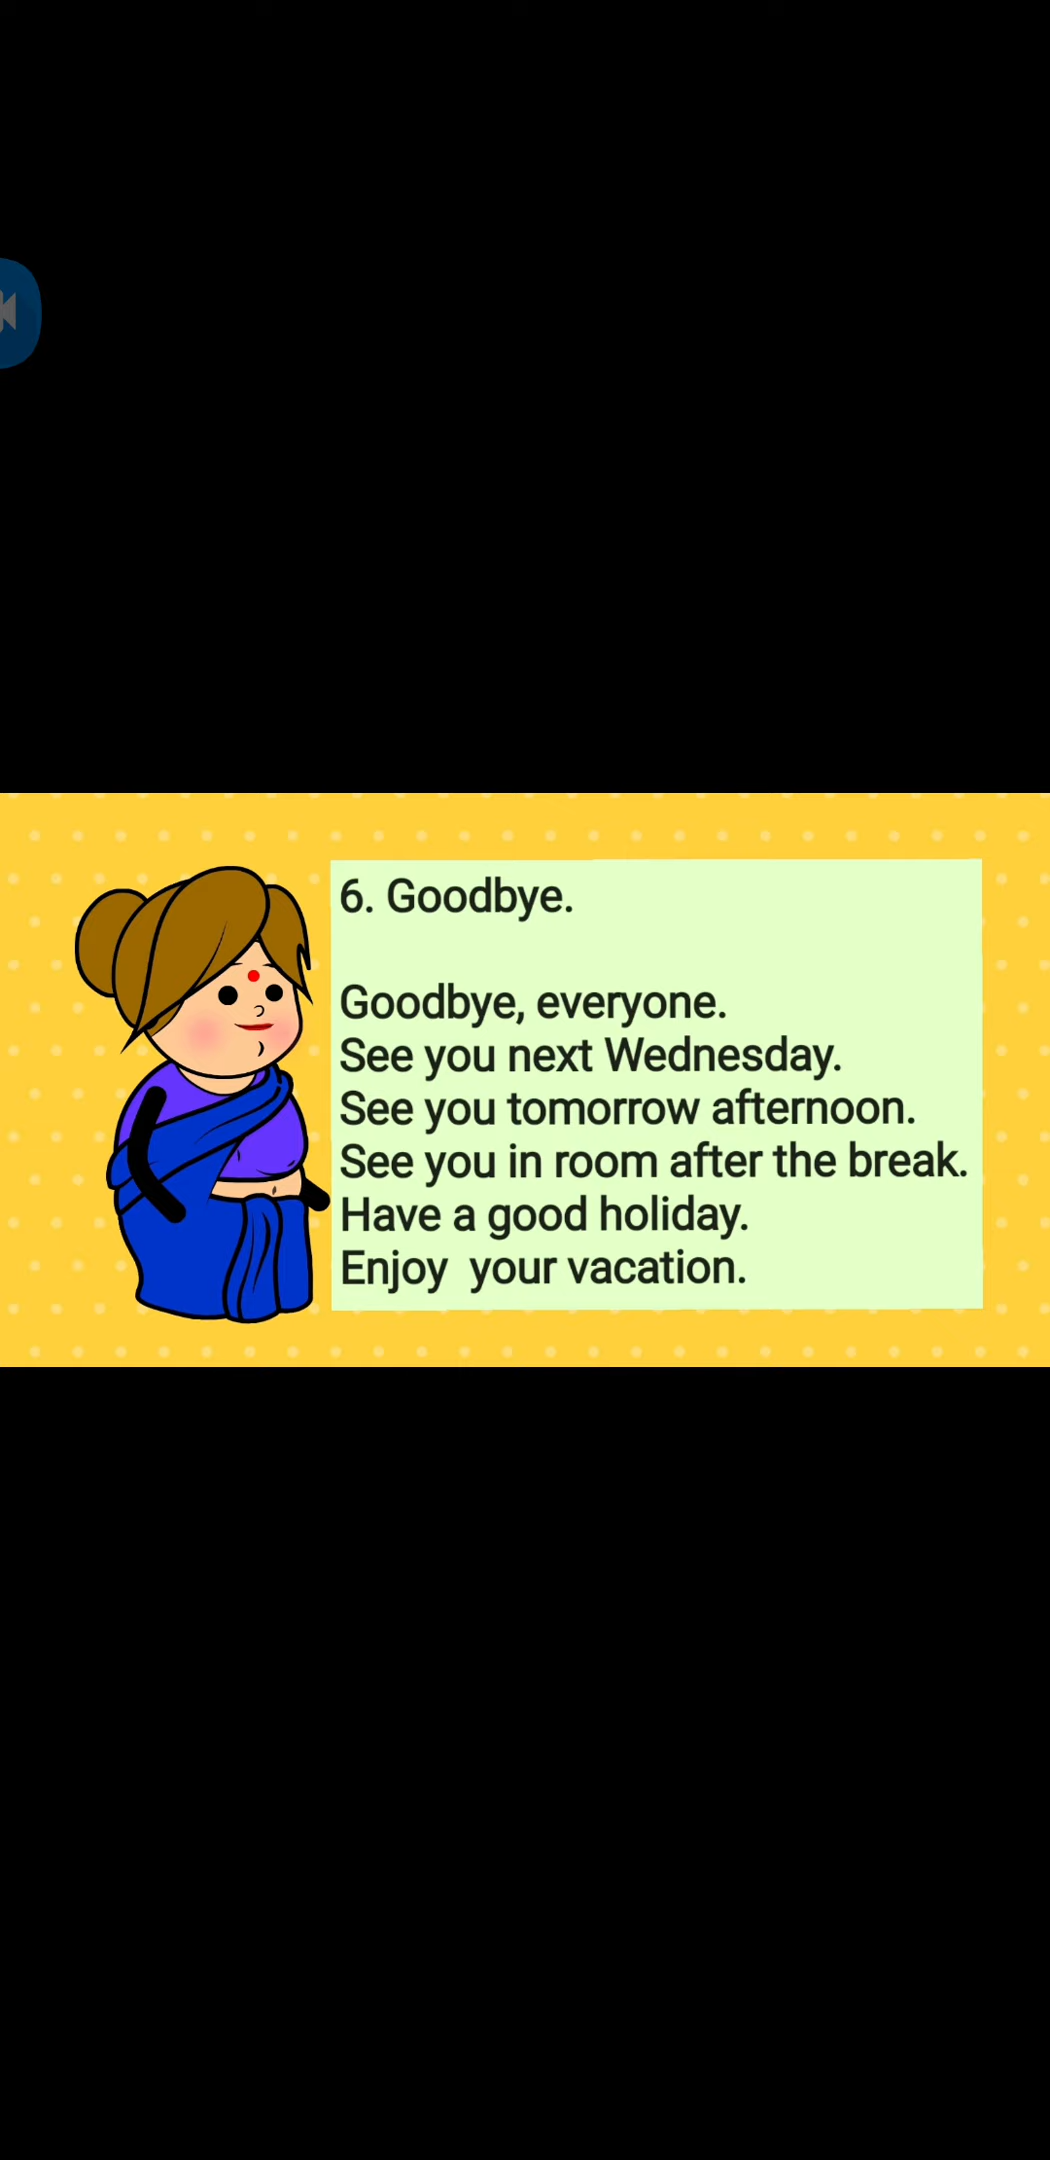 6. Goodbye.
Goodbye, everyone.
See you next Wednesday.
See you tomorrow afternoon.
See you in room after the break.
Have a good holiday.
Enjoy  your vacation.